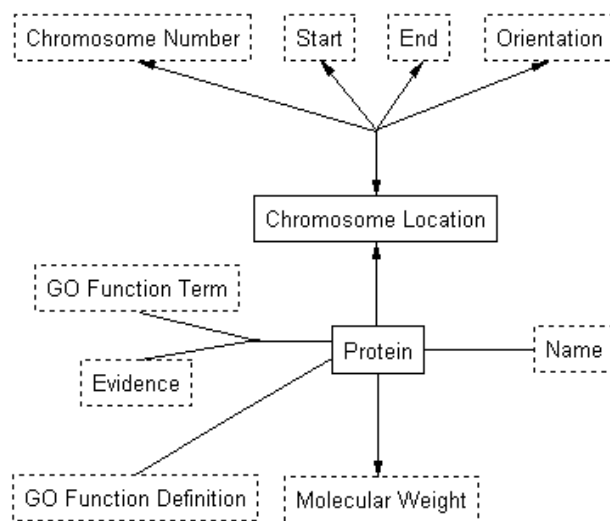 Chromosome Number
Start
End
Orientation
Chromosome Location
GO Function Term
Protein
Name
Evidence
GO Function Definition
Molecular Weight